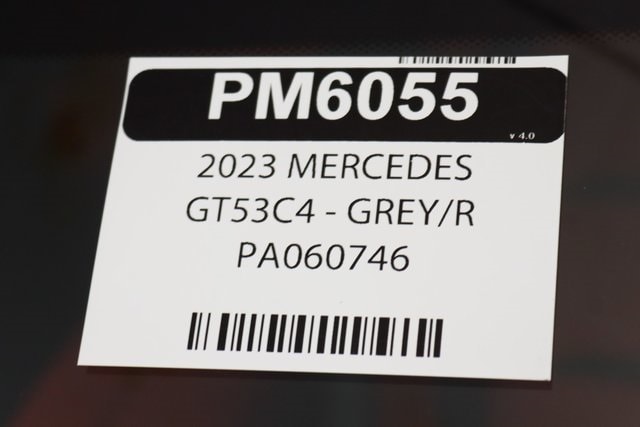 PM6055
v 4.0
2023 MERCEDES
GT53C4 - GREY/R
PA060746